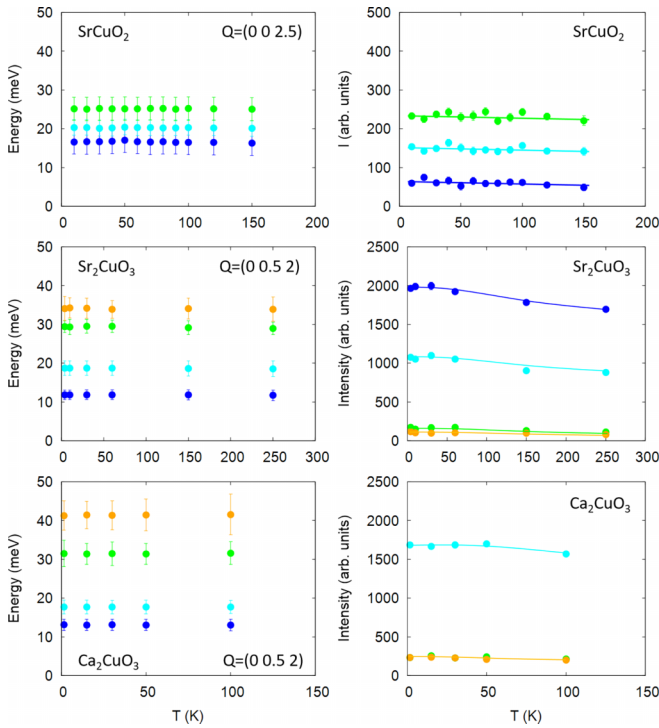 50
SrCuO2
Q=(0 0 2.5)
40
30
20
10
0
Energy (meV)
0 50 100 150 200
500
SrCuO2
400
300
200
100
0
I (arb. units)
0 50 100 150 200
50
Sr2CuO3
Q=(0 0.5 2)
40
30
20
10
0
Energy (meV)
0 50 100 150 200 250 300
2500
Sr2CuO3
2000
1500
1000
500
0
Intensity (arb. units)
0 50 100 150 200 250 300
50
40
30
20
10
0
Energy (meV)
Ca2CuO3
Q=(0 0.5 2)
0 50 100 150
T (K)
2500
Ca2CuO3
2000
1500
1000
500
0
Intensity (arb. units)
0 50 100 150
T (K)